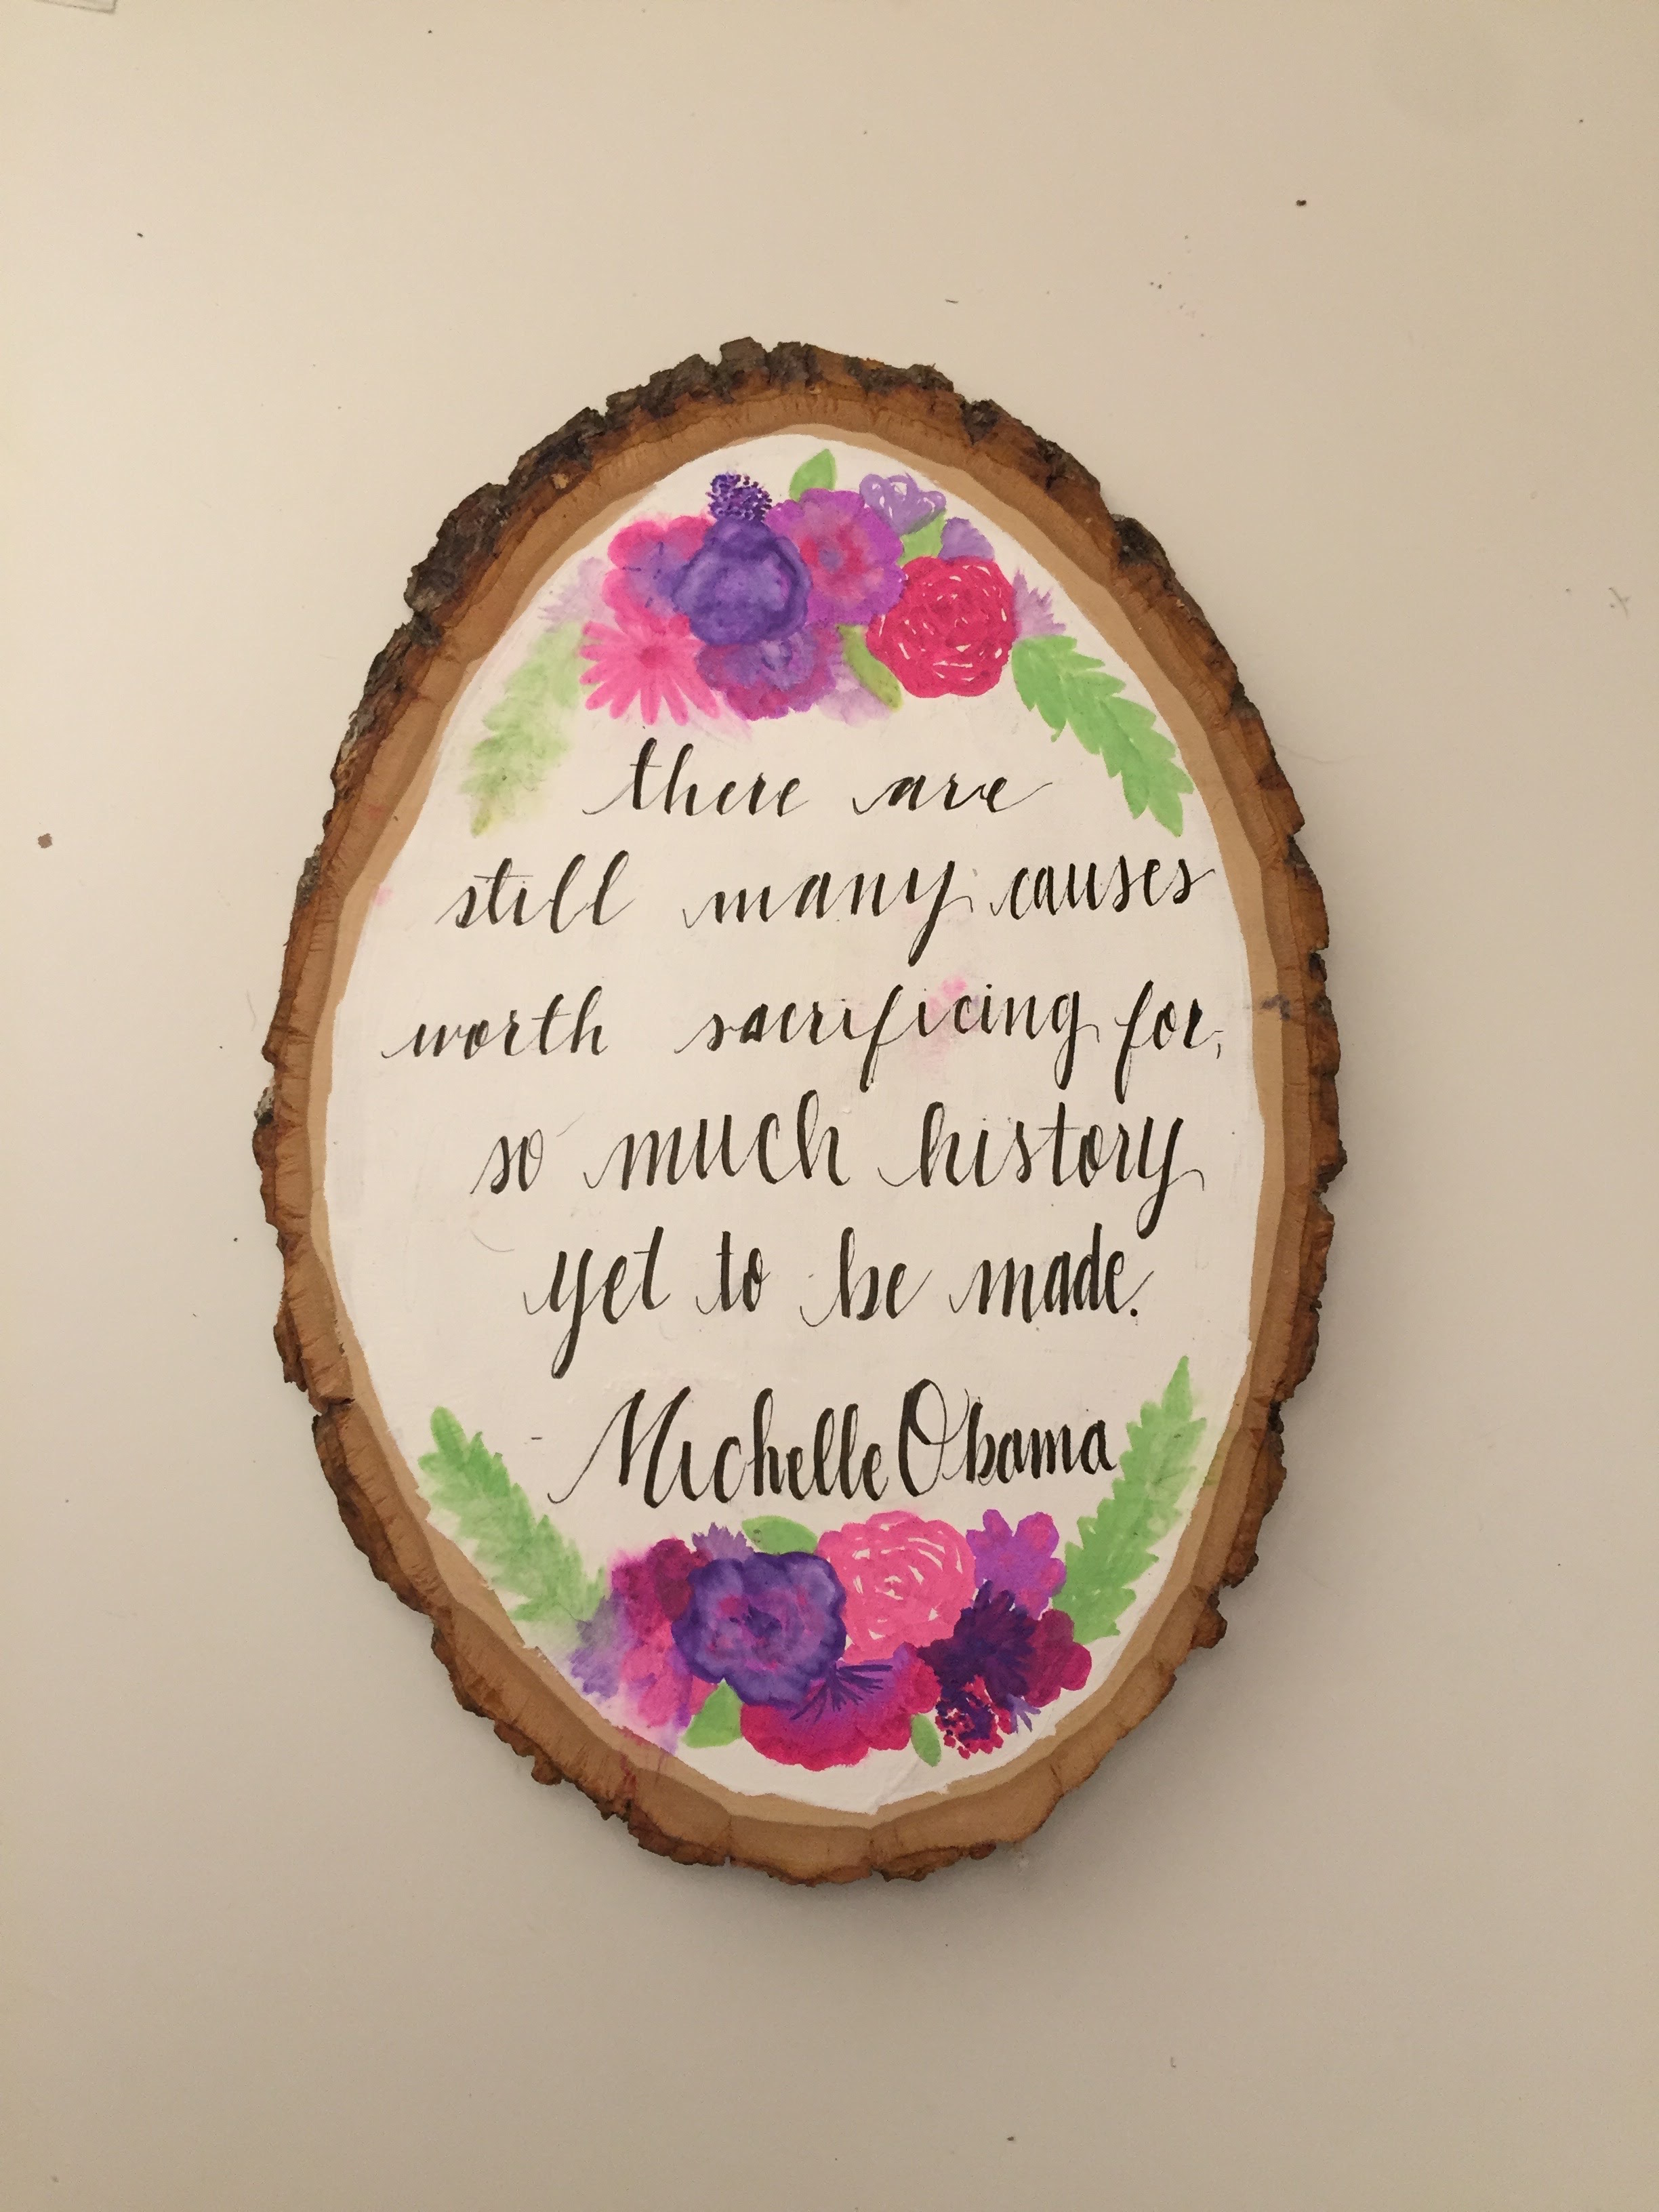 there are
still many causes
worth sacrificing for,
so much history
yet to be made.
- Michelle Obama